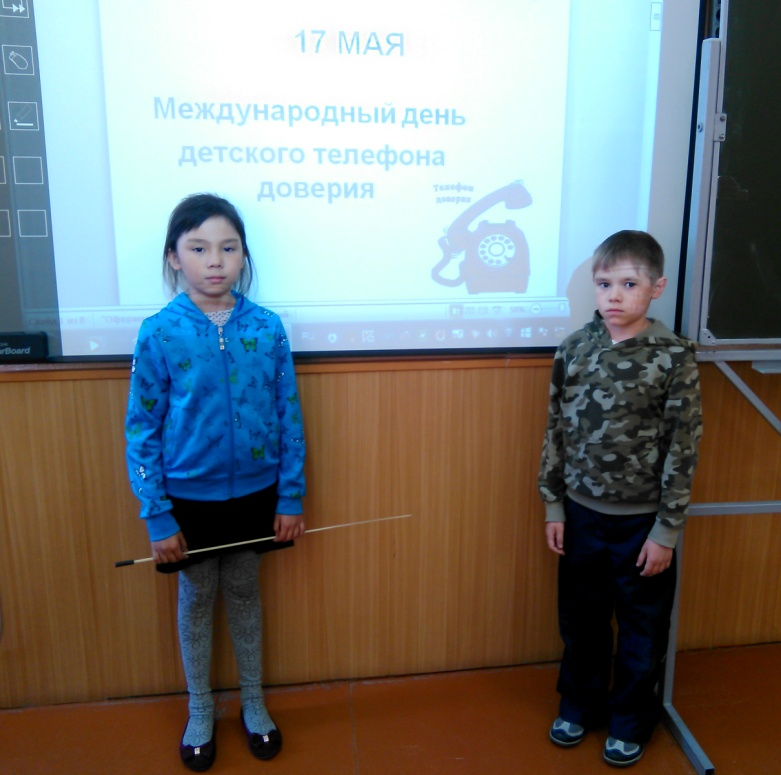 17 МАЯ
Международный день
детского телефона
доверия
Телефон
доверия